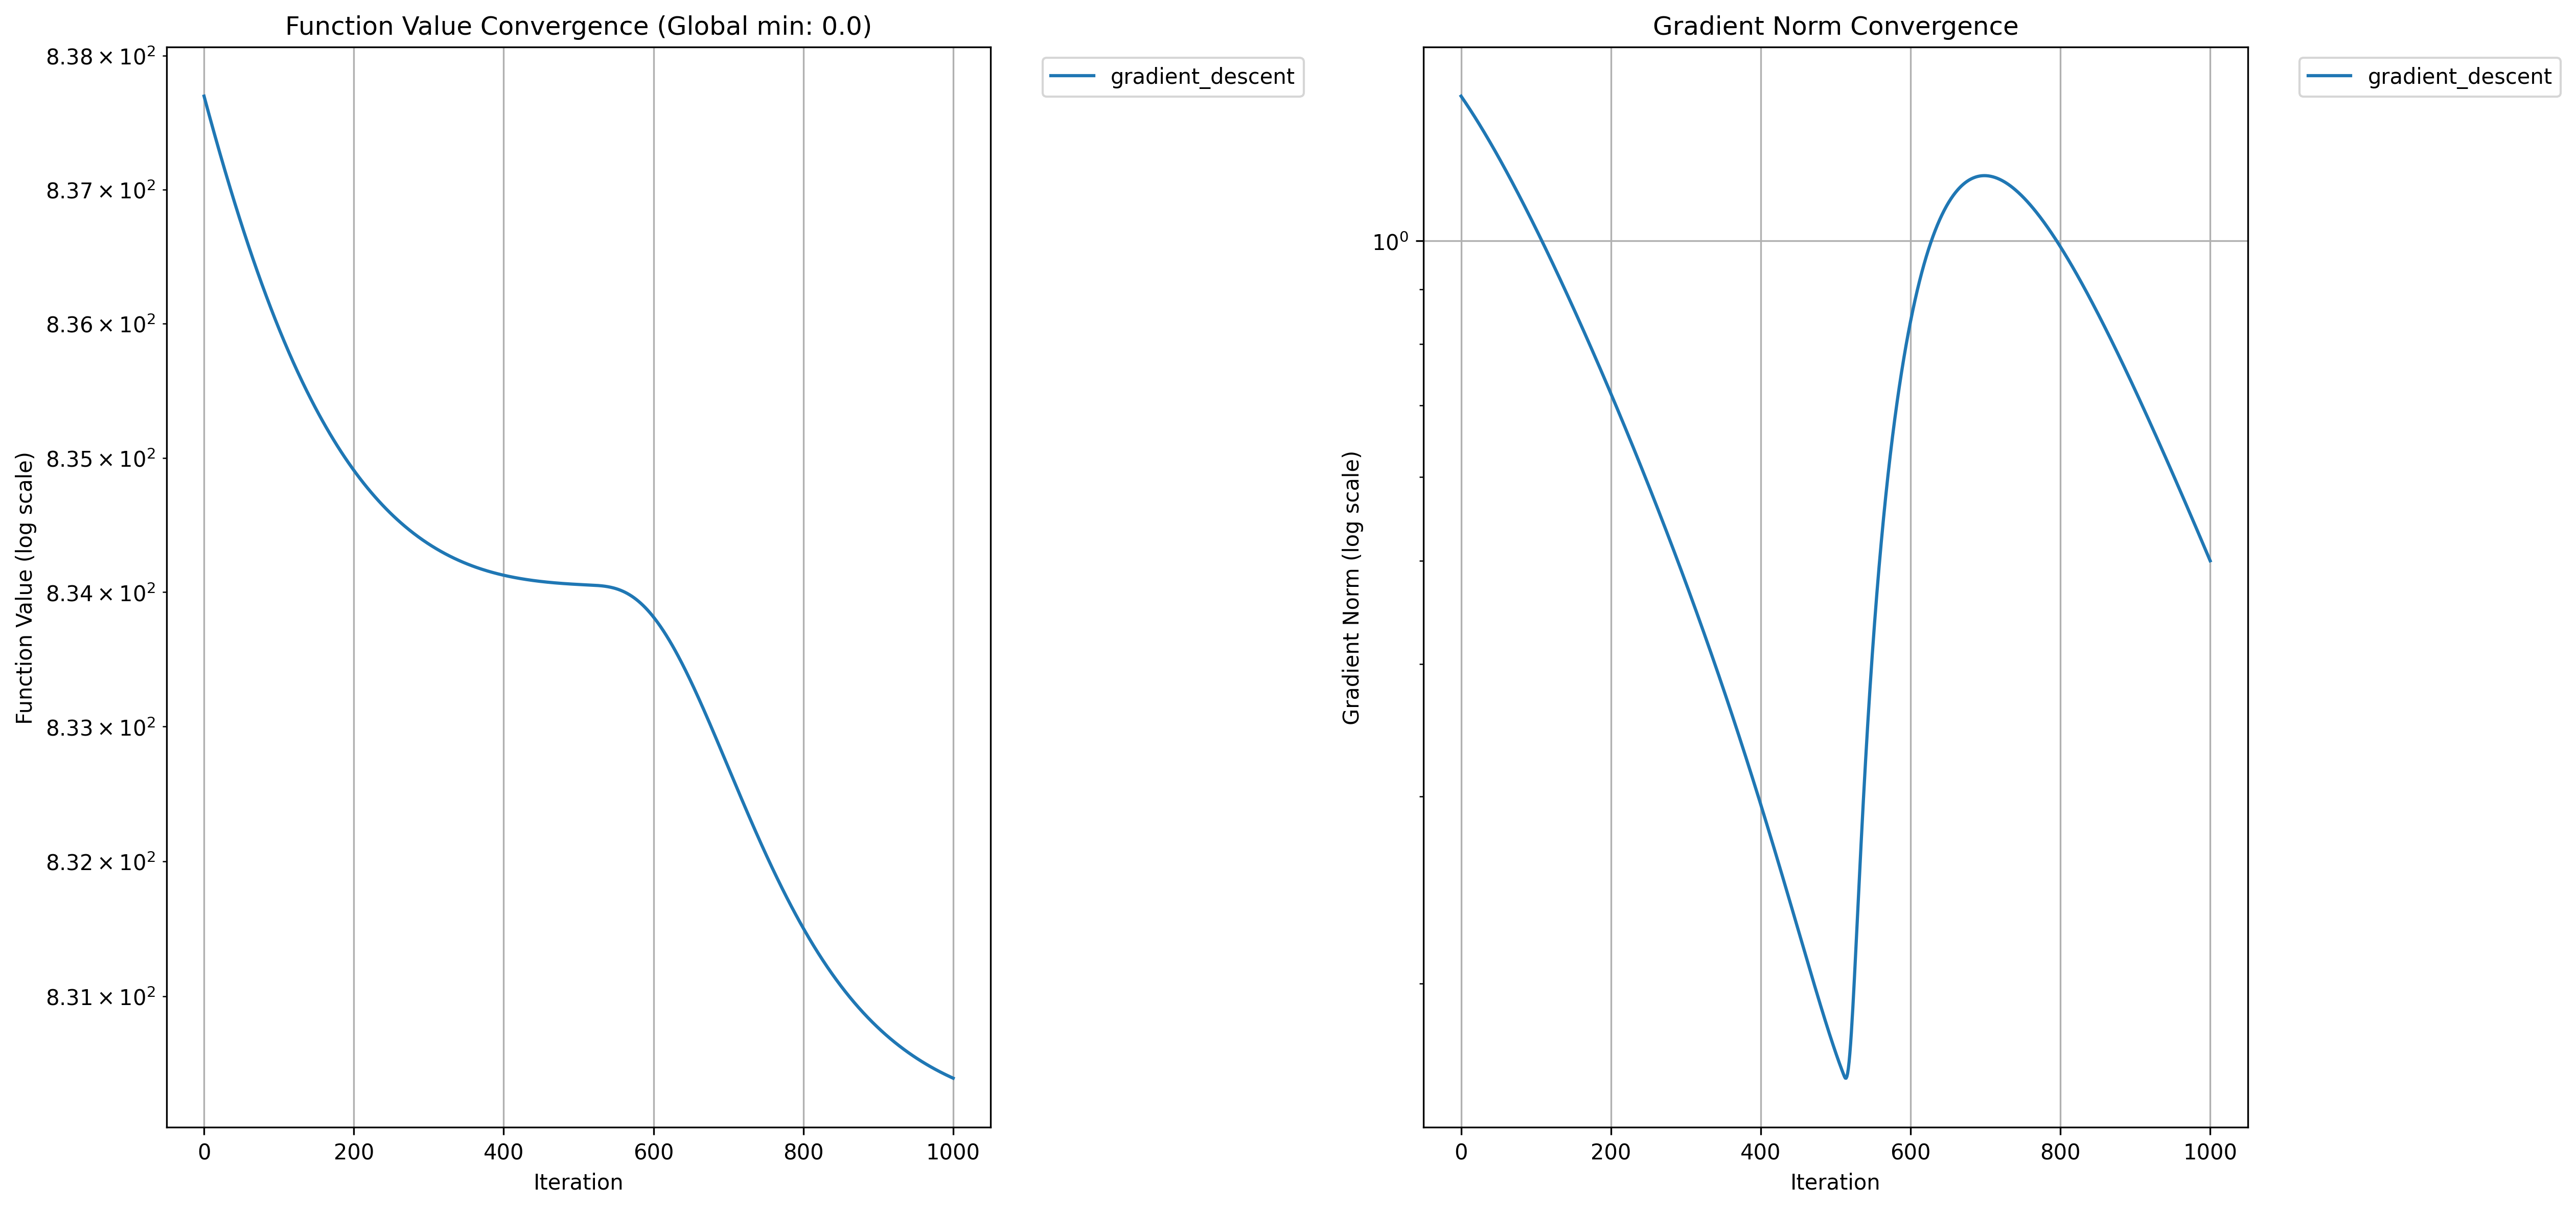 Function Value Convergence (Global min: 0.0)
8.38 × 10²
8.37 × 10²
8.36 × 10²
8.35 × 10²
8.34 × 10²
8.33 × 10²
8.32 × 10²
8.31 × 10²
Function Value (log scale)
0 200 400 600 800 1000
Iteration
gradient_descent
Gradient Norm Convergence
10⁰
Gradient Norm (log scale)
0 200 400 600 800 1000
Iteration
gradient_descent